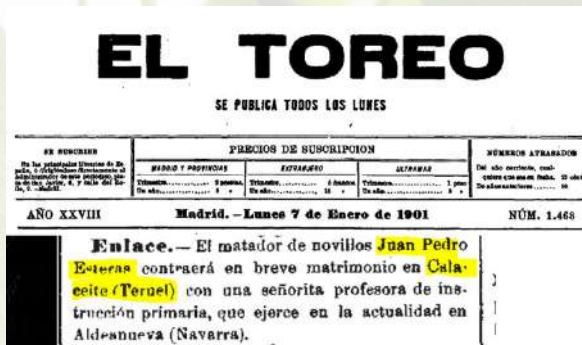 EL TOREO
SE PUBLICA TODOS LOS LUNES
SE SUSCRIBE
PRECIOS DE SUSCRIPCION
NÚMEROS ATRASADOS
MADRID Y PROVINCIAS
EXTRANJERO
ULTRAMAR
AÑO XXVIII
Madrid.—Lunes 7 de Enero de 1901
NÚM. 1.468
Enlace.— El matador de novillos Juan Pedro
Esteras contraerá en breve matrimonio en Cala-
ceite (Teruel) con una señorita profesora de ins-
trucción primaria, que ejerce en la actualidad en
Aldeanueva (Navarra).